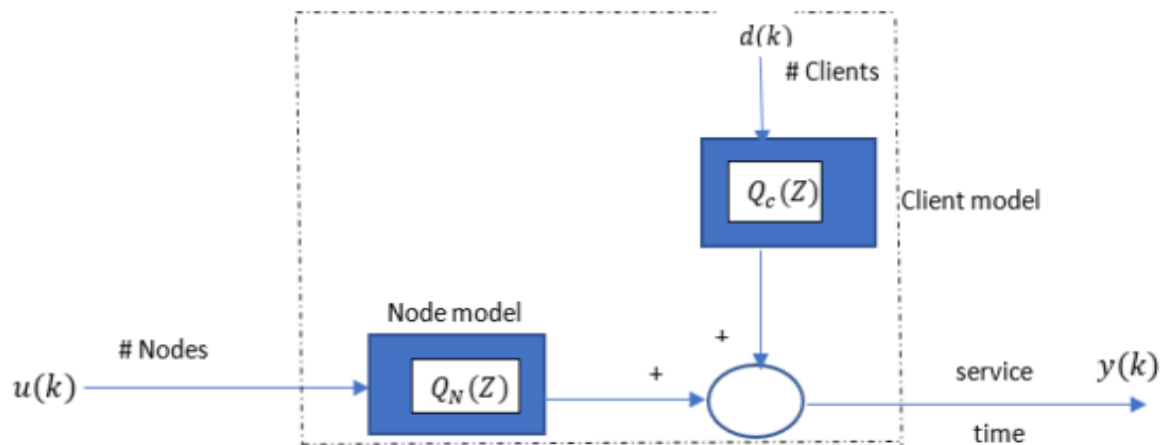 d(k)
# Clients
Q_c(Z)
Client model
Node model
+
# Nodes
+
service
y(k)
u(k)
Q_N(Z)
time